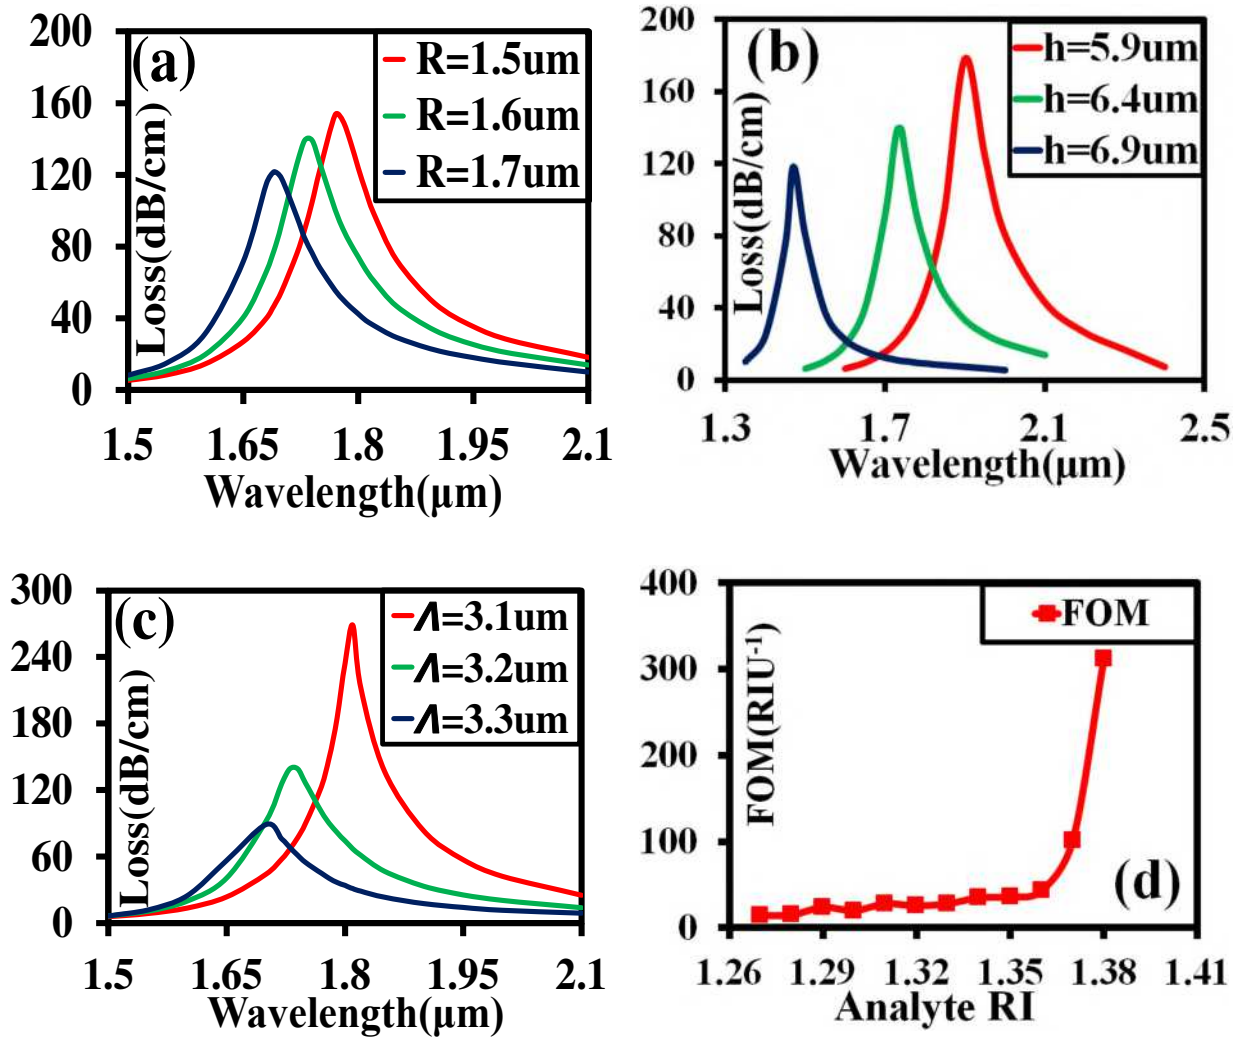 (a)
Loss(dB/cm)
200
160
120
80
40
0
R=1.5um
R=1.6um
R=1.7um
1.5 1.65 1.8 1.95 2.1
Wavelength(μm)
(b)
Loss(dB/cm)
200
160
120
80
40
0
h=5.9um
h=6.4um
h=6.9um
1.3 1.7 2.1 2.5
Wavelength(μm)
(c)
Loss(dB/cm)
300
240
180
120
60
0
Λ=3.1um
Λ=3.2um
Λ=3.3um
1.5 1.65 1.8 1.95 2.1
Wavelength(μm)
(d)
FOM(RIU⁻¹)
400
300
200
100
0
FOM
1.26 1.29 1.32 1.35 1.38 1.41
Analyte RI